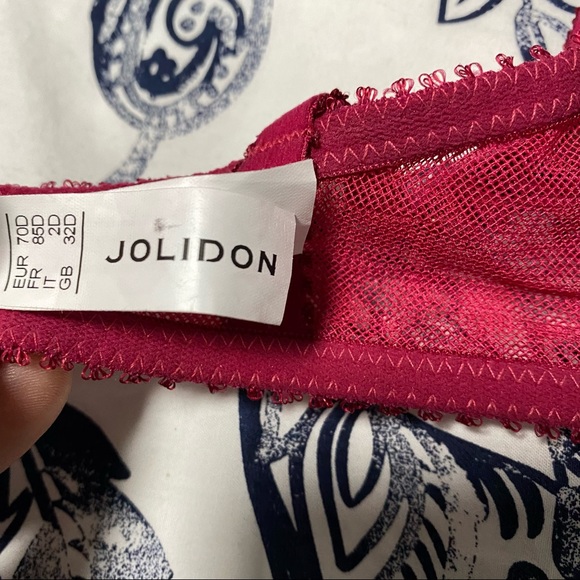 EUR 70D
FR 85D
IT 2D
GB 32D
JOLIDON